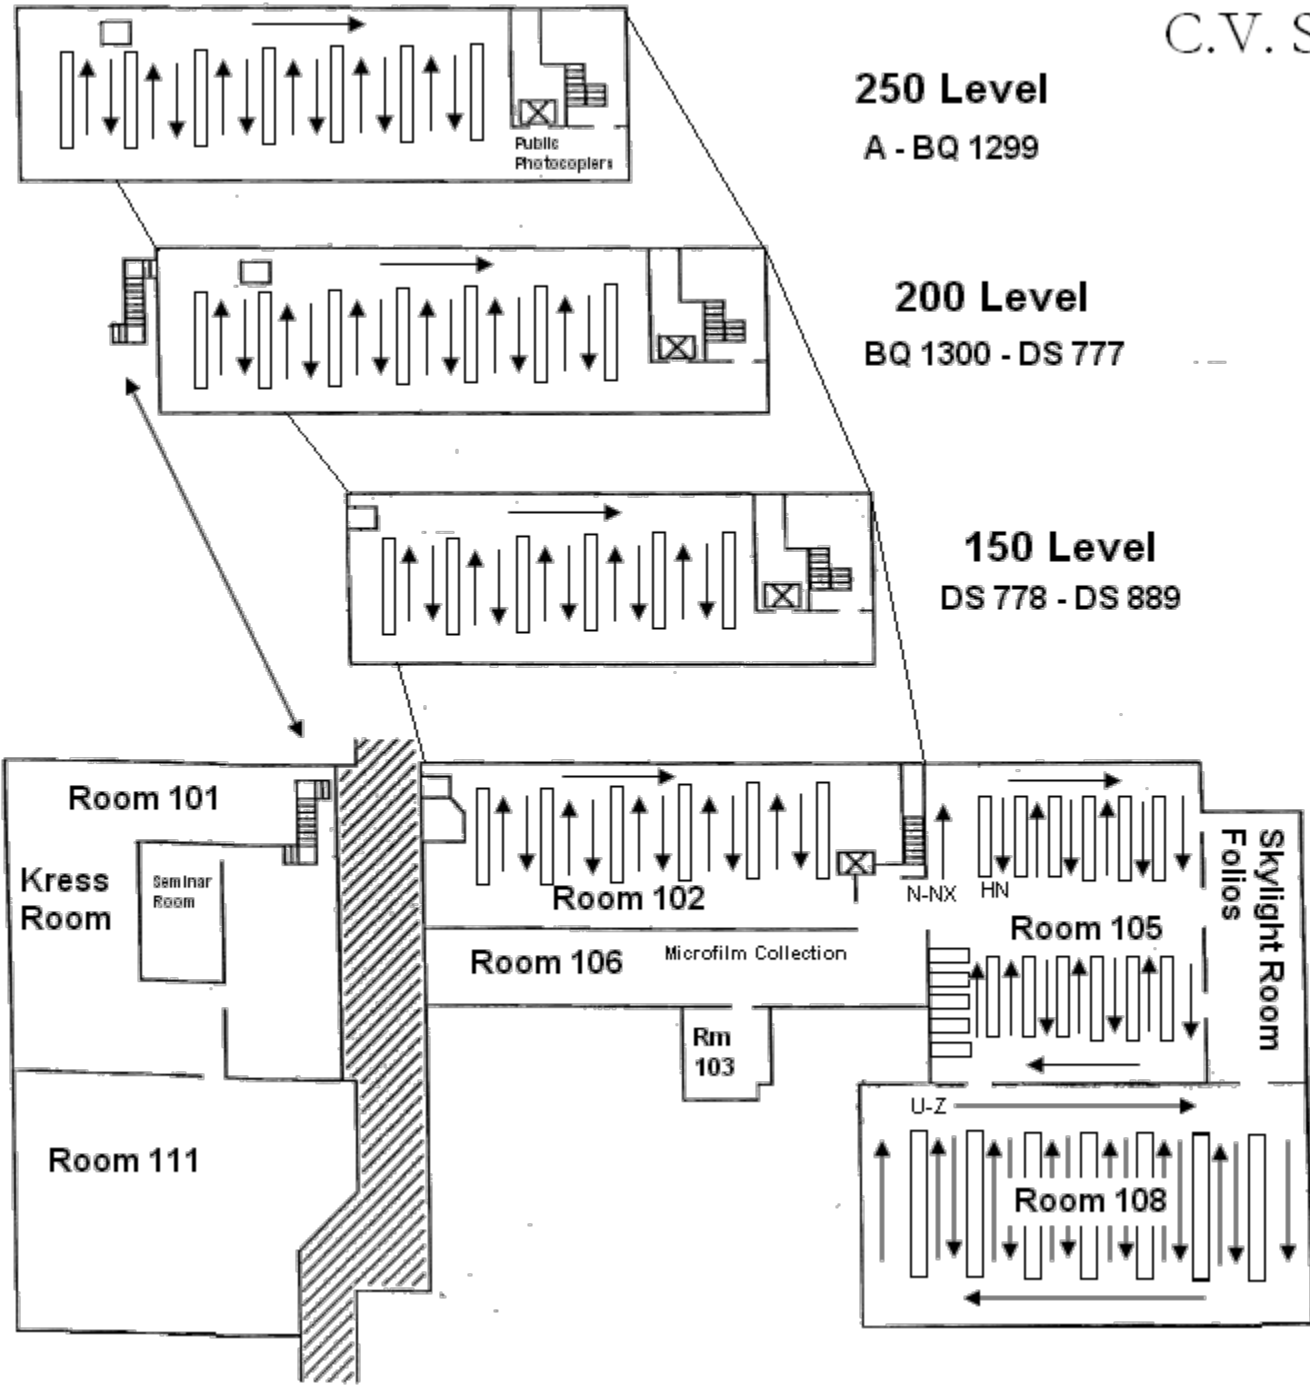 C.V. S
250 Level
A - BQ 1299
Public
Photocopiers
200 Level
BQ 1300 - DS 777
150 Level
DS 778 - DS 889
Room 101
Kress
Room
Seminar
Room
Room 102
N-NX
HN
Skylight Room
Folios
Room 105
Room 106
Microfilm Collection
Rm
103
U-Z
Room 111
Room 108